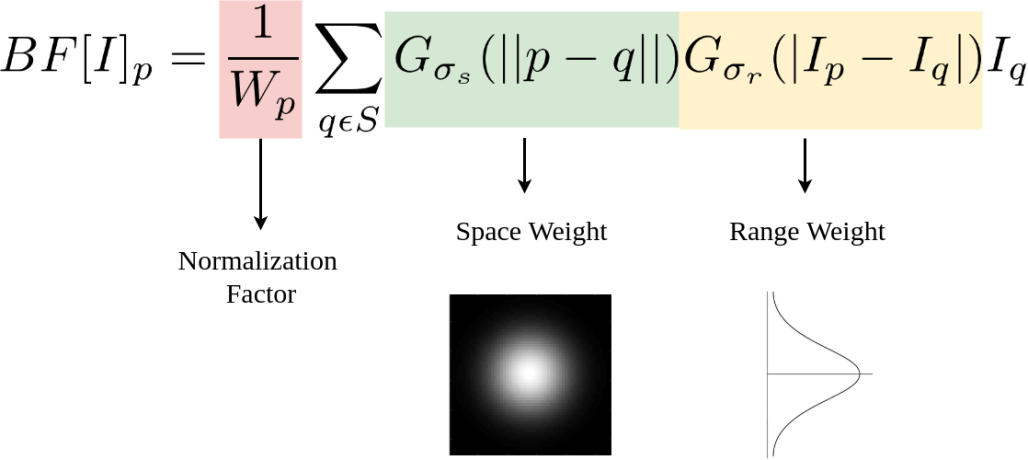 BF[I]_p = \frac{1}{W_p} \sum_{q \epsilon S} G_{\sigma_s}(||p - q||) G_{\sigma_r}(|I_p - I_q|) I_q
Normalization
Factor
Space Weight
Range Weight